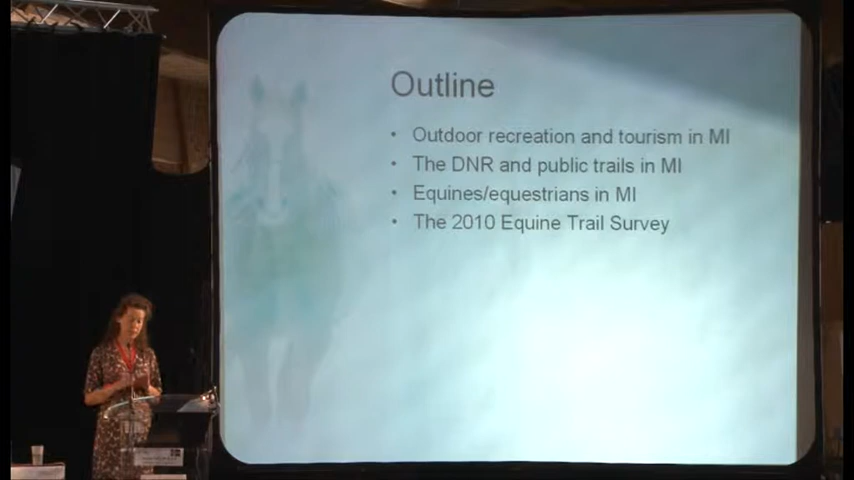 Outline
• Outdoor recreation and tourism in MI
• The DNR and public trails in MI
• Equines/equestrians in MI
• The 2010 Equine Trail Survey